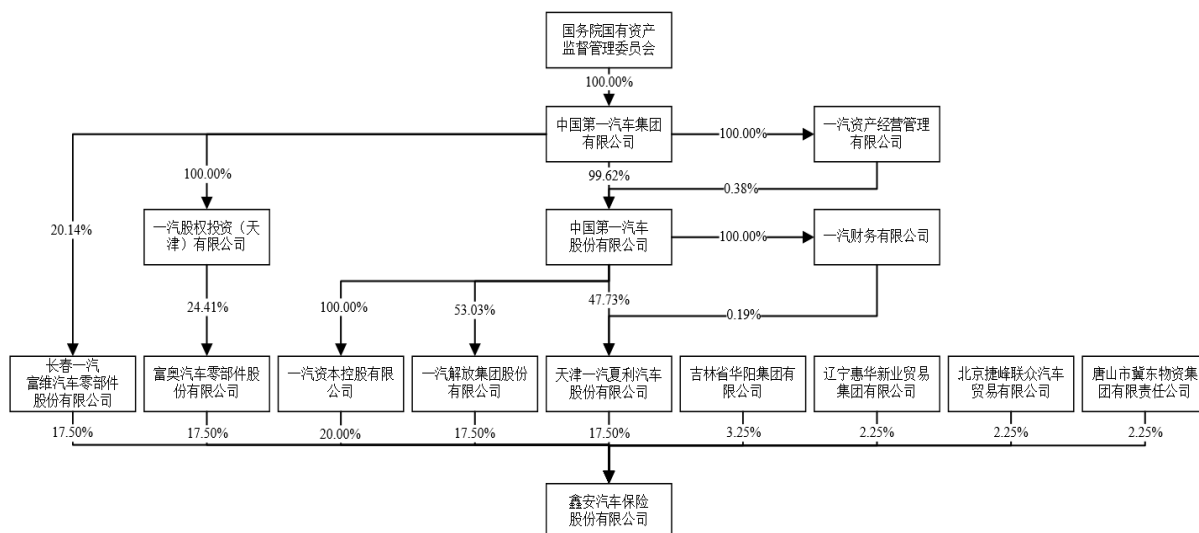 国务院国有资产
监督管理委员会
100.00%
中国第一汽车集团
有限公司
100.00%
一汽资产经营管理
有限公司
100.00%
99.62%
0.38%
20.14%
一汽股权投资（天
津）有限公司
中国第一汽车
股份有限公司
100.00%
一汽财务有限公司
24.41%
100.00%
53.03%
47.73%
0.19%
长春一汽
富维汽车零部件
股份有限公司
富奥汽车零部件股
份有限公司
一汽资本控股有限
公司
一汽解放集团股份
有限公司
天津一汽夏利汽车
股份有限公司
吉林省华阳集团有
限公司
辽宁惠华新业贸易
集团有限公司
北京捷峰联众汽车
贸易有限公司
唐山市冀东物资集
团有限责任公司
17.50%
17.50%
20.00%
17.50%
17.50%
3.25%
2.25%
2.25%
2.25%
鑫安汽车保险
股份有限公司